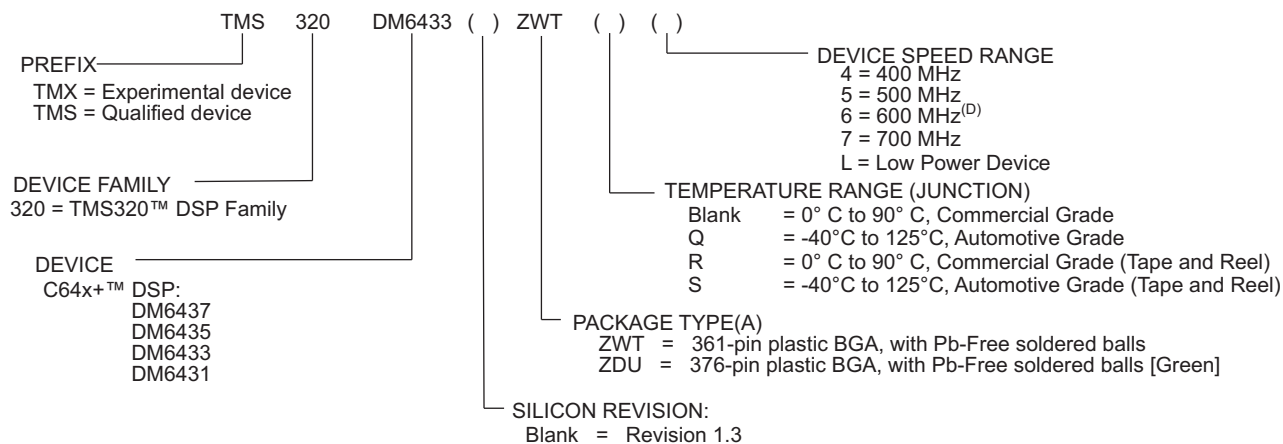 TMS 320 DM6433 ( ) ZWT ( ) ( )
PREFIX
TMX = Experimental device
TMS = Qualified device
DEVICE SPEED RANGE
4 = 400 MHz
5 = 500 MHz
6 = 600 MHz(D)
7 = 700 MHz
L = Low Power Device
DEVICE FAMILY
320 = TMS320™ DSP Family
TEMPERATURE RANGE (JUNCTION)
Blank = 0° C to 90° C, Commercial Grade
Q = -40°C to 125°C, Automotive Grade
R = 0° C to 90° C, Commercial Grade (Tape and Reel)
S = -40°C to 125°C, Automotive Grade (Tape and Reel)
DEVICE
C64x+™ DSP:
DM6437
DM6435
DM6433
DM6431
PACKAGE TYPE(A)
ZWT = 361-pin plastic BGA, with Pb-Free soldered balls
ZDU = 376-pin plastic BGA, with Pb-Free soldered balls [Green]
SILICON REVISION:
Blank = Revision 1.3